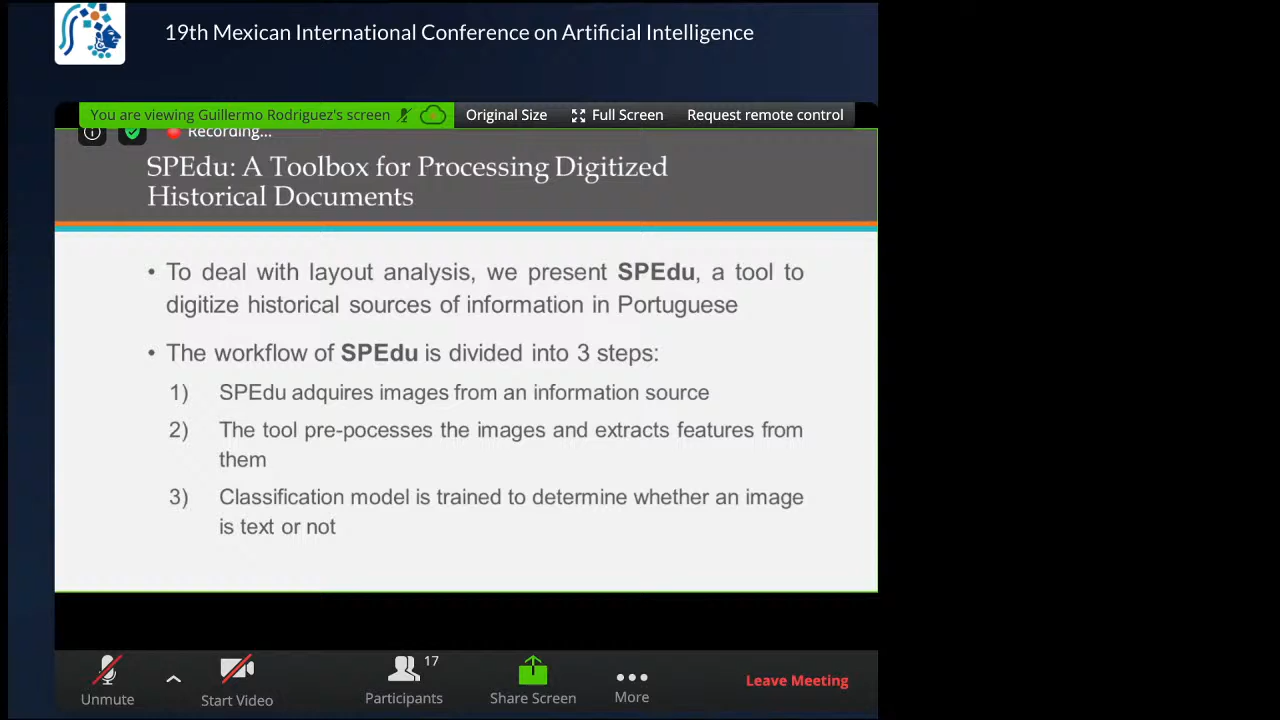 19th Mexican International Conference on Artificial Intelligence
You are viewing Guillermo Rodriguez's screen
Original Size
Full Screen
Request remote control
Recording...
SPEdu: A Toolbox for Processing Digitized
Historical Documents
• To deal with layout analysis, we present SPEdu, a tool to
digitize historical sources of information in Portuguese
• The workflow of SPEdu is divided into 3 steps:
1) SPEdu adquires images from an information source
2) The tool pre-pocesses the images and extracts features from
them
3) Classification model is trained to determine whether an image
is text or not
17
Unmute
Start Video
Participants
Share Screen
More
Leave Meeting